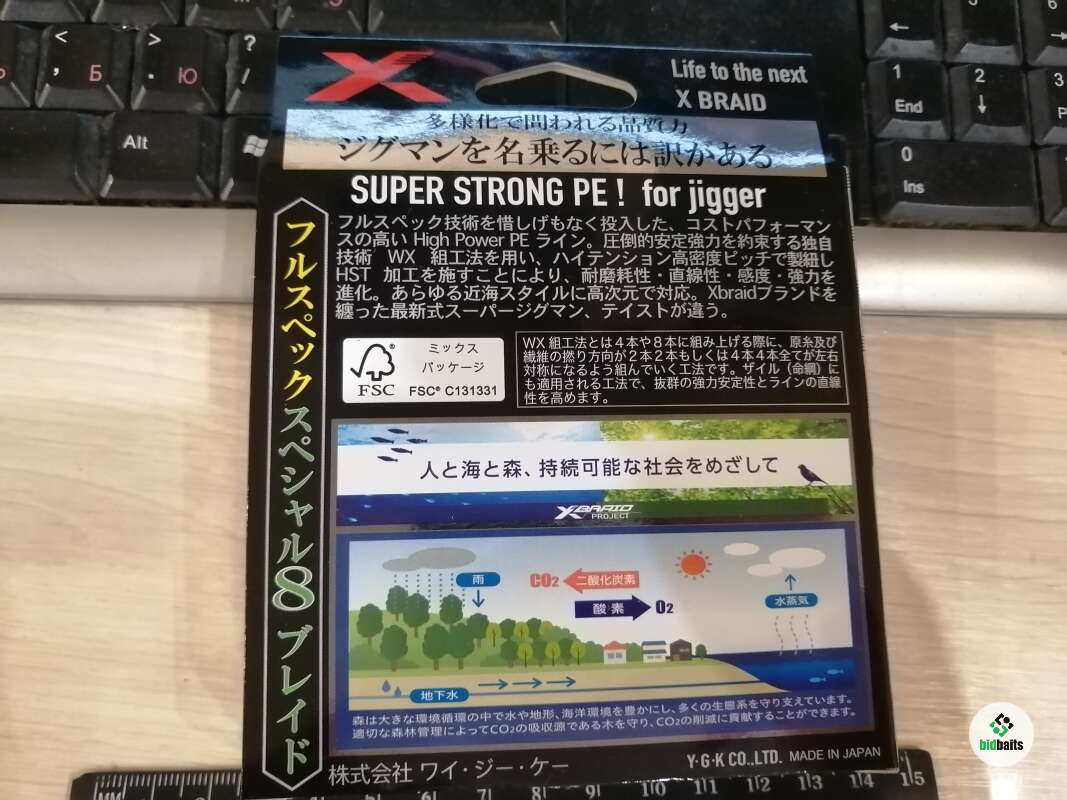 X
Life to the next
X BRAID
多様化で問われる品質力
ジグマンを名乗るには訳がある
SUPER STRONG PE! for jigger
フルスペック技術を惜しげもなく投入した、コストパフォーマン
スの高い High Power PE ライン。圧倒的安定強力を約束する独自
技術 WX 組工法を用い、ハイテンション高密度ピッチで製紐し
HST 加工を施すことにより、耐磨耗性・直線性・感度・強力を
進化。あらゆる近海スタイルに高次元で対応。Xbraidブランドを
纏った最新式スーパージグマン、テイストが違う。
フルスペックスペシャル8ブレイド
FSC
ミックス
パッケージ
FSC® C131331
WX 組工法とは4本や8本に組み上げる際に、原糸及び
繊維の撚り方向が2本2本もしくは4本4本全てが左右
対称になるよう組んでいく工法です。ザイル（命綱）に
も適用される工法で、抜群の強力安定性とラインの直線
性を高めます。
人と海と森、持続可能な社会をめざして
XBRAID
PROJECT
雨
CO2 二酸化炭素
酸素 O2
水蒸気
地下水
森は大きな環境循環の中で水や地形、海洋環境を豊かにし、多くの生態系を守り支えています。
適切な森林管理によってCO2の吸収源である木を守り、CO2の削減に貢献することができます。
株式会社 ワイ・ジー・ケー
Y・G・K CO.,LTD. MADE IN JAPAN
bidbaits
< Б
,
> Ю
.
?
/
Alt
1
End
2
3
0
Ins
5
6
MM
8 9 10 11 12 13 14 15